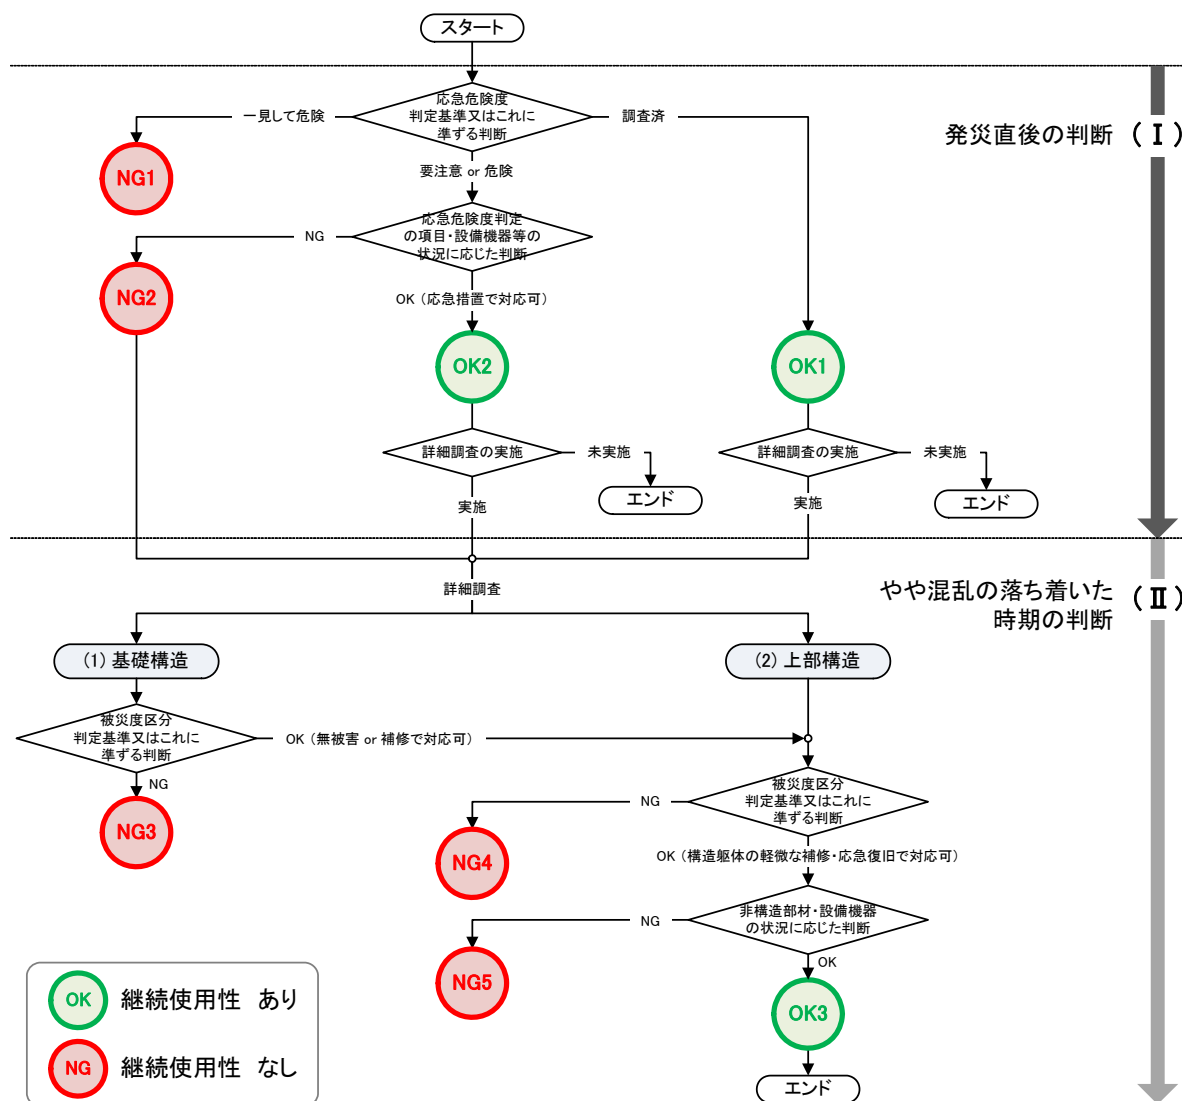 スタート
応急危険度
判定基準又はこれに
準ずる判断
一見して危険
調査済
発災直後の判断 (Ⅰ)
NG1
要注意 or 危険
応急危険度判定
の項目・設備機器等の
状況に応じた判断
NG
NG2
OK (応急措置で対応可)
OK2
OK1
詳細調査の実施
未実施
詳細調査の実施
未実施
エンド
エンド
実施
実施
詳細調査
やや混乱の落ち着いた
時期の判断
(Ⅱ)
(1) 基礎構造
(2) 上部構造
被災度区分
判定基準又はこれに
準ずる判断
OK (無被害 or 補修で対応可)
NG
NG3
被災度区分
判定基準又はこれに
準ずる判断
NG
NG4
OK (構造躯体の軽微な補修・応急復旧で対応可)
非構造部材・設備機器
の状況に応じた判断
NG
NG5
OK
OK3
エンド
OK 継続使用性 あり
NG 継続使用性 なし